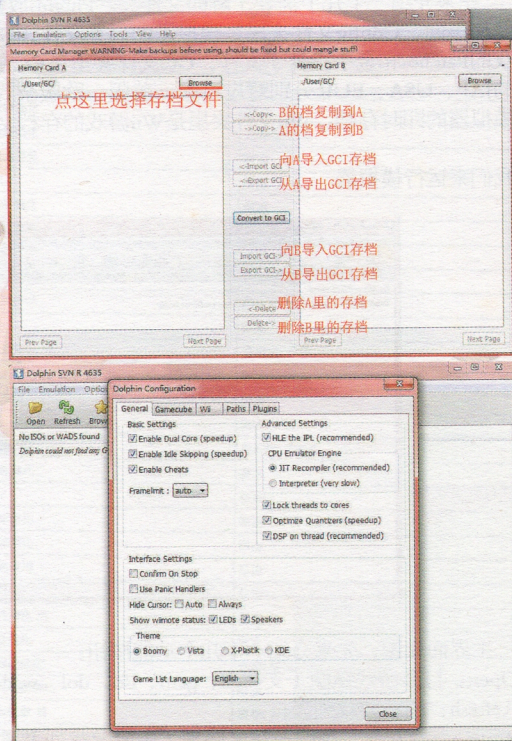 Dolphin SVN R 4635
File Emulation Options Tools View Help
Memory Card Manager WARNING-Make backups before using, should be fixed but could mangle stuff!
Memory Card A
Memory Card B
./User/GC/
Browse
./User/GC/
Browse
点这里选择存档文件
<-Copy<-
B的档复制到A
->Copy->
A的档复制到B
<-Import GCI
向A导入GCI存档
<-Export GCI
从A导出GCI存档
Convert to GCI
Import GCI->
向B导入GCI存档
Export GCI->
从B导出GCI存档
<-Delete
删除A里的存档
Delete->
删除B里的存档
Prev Page
Next Page
Prev Page
Next Page
Dolphin SVN R 4635
File Emulation
Dolphin Configuration
Open Refresh
General Gamecube Wii Paths Plugins
No ISOs or WADS found
Dolphin could not find any G
Basic Settings
Enable Dual Core (speedup)
Enable Idle Skipping (speedup)
Enable Cheats
Framelimit : auto
Advanced Settings
HLE the IPL (recommended)
CPU Emulator Engine
JIT Recompiler (recommended)
Interpreter (very slow)
Lock threads to cores
Optimize Quantizers (speedup)
DSP on thread (recommended)
Interface Settings
Confirm On Stop
Use Panic Handlers
Hide Cursor: Auto Always
Show wiimote status: LEDs Speakers
Theme
Boomy Vista X-Plastik KDE
Game List Language: English
Close